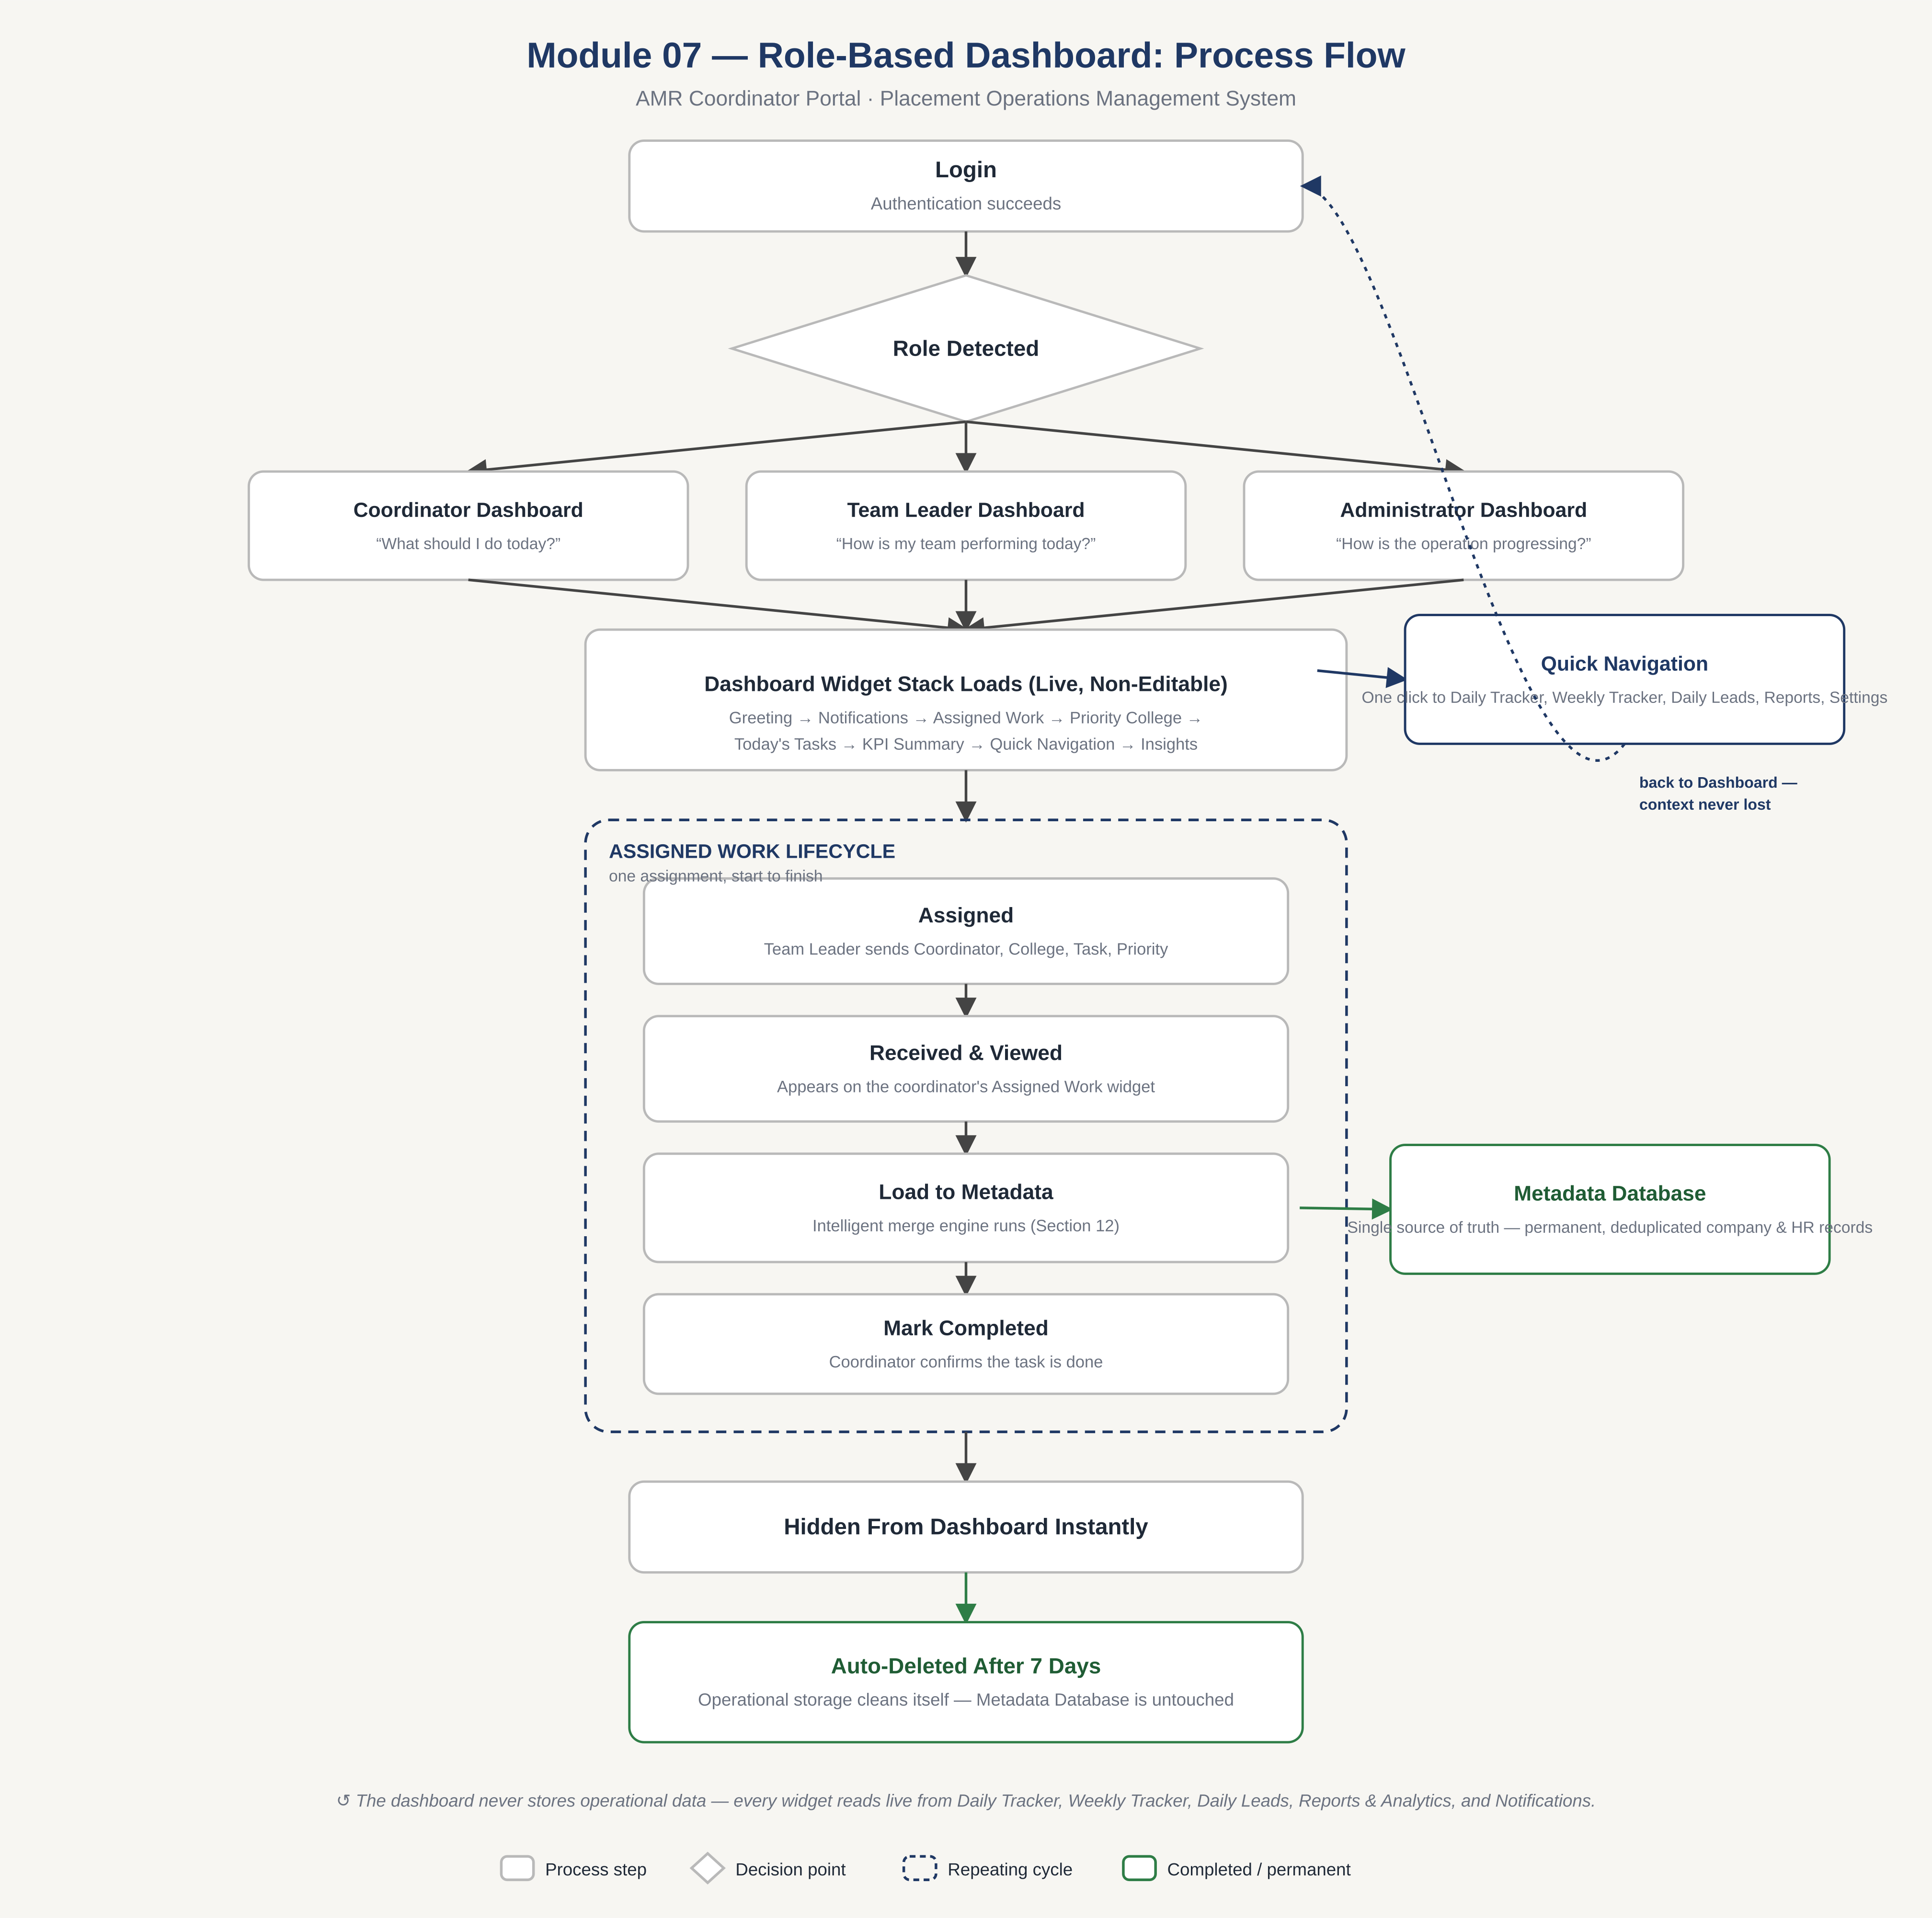 Module 07 — Role-Based Dashboard: Process Flow
AMR Coordinator Portal · Placement Operations Management System
Login
Authentication succeeds
Role Detected
Coordinator Dashboard
“What should I do today?”
Team Leader Dashboard
“How is my team performing today?”
Administrator Dashboard
“How is the operation progressing?”
Dashboard Widget Stack Loads (Live, Non-Editable)
Greeting → Notifications → Assigned Work → Priority College →
Today's Tasks → KPI Summary → Quick Navigation → Insights
Quick Navigation
One click to Daily Tracker, Weekly Tracker, Daily Leads, Reports, Settings
back to Dashboard —
context never lost
ASSIGNED WORK LIFECYCLE
one assignment, start to finish
Assigned
Team Leader sends Coordinator, College, Task, Priority
Received & Viewed
Appears on the coordinator's Assigned Work widget
Load to Metadata
Intelligent merge engine runs (Section 12)
Metadata Database
Single source of truth — permanent, deduplicated company & HR records
Mark Completed
Coordinator confirms the task is done
Hidden From Dashboard Instantly
Auto-Deleted After 7 Days
Operational storage cleans itself — Metadata Database is untouched
↺ The dashboard never stores operational data — every widget reads live from Daily Tracker, Weekly Tracker, Daily Leads, Reports & Analytics, and Notifications.
Process step
Decision point
Repeating cycle
Completed / permanent